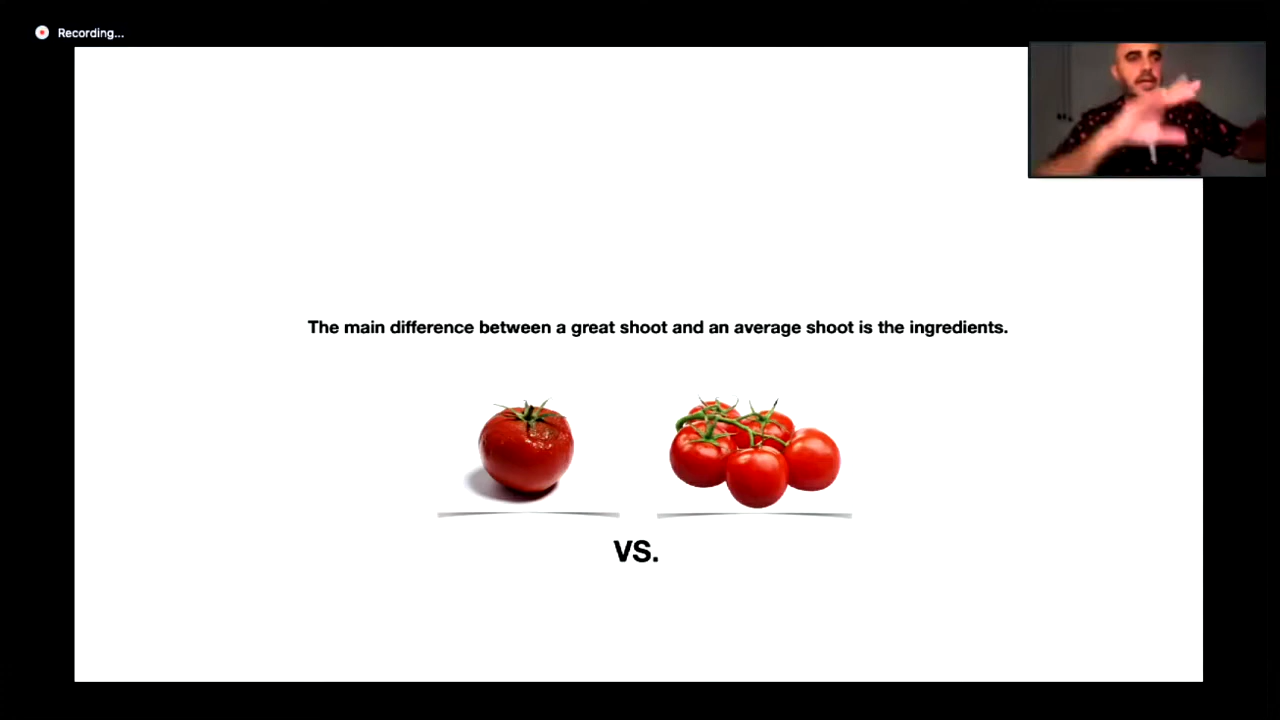 Recording...
The main difference between a great shoot and an average shoot is the ingredients.
VS.